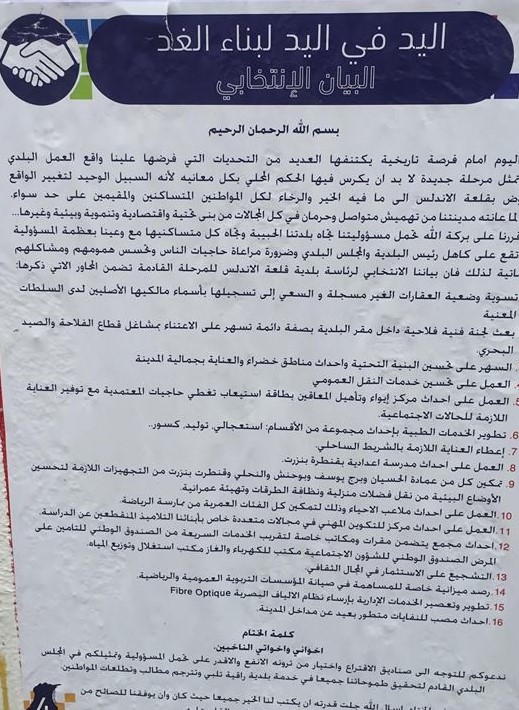 اليد في اليد لبناء الغد
البيان الإنتخابي
بسم الله الرحمان الرحيم
اليوم امام فرصة تاريخية يكتنفها العديد من التحديات التي فرضها علينا واقع العمل البلدي
تمثل مرحلة جديدة لا بد ان يكرس فيها الحكم المحلي بكل معانيه لأنه السبيل الوحيد لتغيير الواقع
بقلعة الاندلس الى ما فيه الخير والرخاء لكل المواطنين المتساكنين والمقيمين على حد سواء.
لما عانته مدينتنا من تهميش متواصل وحرمان في كل المجالات من بنى تحتية واقتصادية وتنموية وبيئية وغيرها...
قررنا على بركة الله تحمل مسؤوليتنا تجاه بلدتنا الحبيبة وتجاه كل متساكنيها مع وعينا بعظمة المسؤولية
تقع على كاهل رئيس البلدية والمجلس البلدي وضرورة مراعاة حاجيات الناس وتحسس همومهم ومشاكلهم
لذلك فان بياننا الانتخابي لرئاسة بلدية قلعة الاندلس للمرحلة القادمة تضمن المحاور الاتي ذكرها:
تسوية وضعية العقارات الغير مسجلة و السعي إلى تسجيلها بأسماء مالكيها الأصليين لدى السلطات
المعنية
بعث لجنة فنية فلاحية داخل مقر البلدية بصفة دائمة تسهر على الاعتناء بمشاغل قطاع الفلاحة والصيد
البحري.
السهر على تحسين البنية التحتية واحداث مناطق خضراء والعناية بجمالية المدينة
العمل على تحسين خدمات النقل العمومي
5. العمل على احداث مركز إيواء وتأهيل المعاقين بطاقة استيعاب تغطي حاجيات المعتمدية مع توفير العناية
اللازمة للحالات الاجتماعية.
6. تطوير الخدمات الطبية بإحداث مجموعة من الأقسام: استعجالي, توليد, كسور..
7. إعطاء العناية اللازمة بالشريط الساحلي.
8. العمل على احداث مدرسة اعدادية بقنطرة بنزرت.
9. تمكين كل من عمادة الحسيان وبرج يوسف وبوحنش والنحلي وقنطرت بنزرت من التجهيزات اللازمة لتحسين
الأوضاع البيئية من نقل فضلات منزلية ونظافة الطرقات وتهيئة عمرانية.
10. العمل على احداث ملاعب الاحياء وذلك لتمكين كل الفئات العمرية من ممارسة الرياضة.
11. العمل على احداث مركز للتكوين المهني في مجالات متعددة خاص بأبنائنا التلاميذ المنقطعين عن الدراسة.
12. احداث مجمع يتضمن مقرات ومكاتب خاصة لتقريب الخدمات السريعة من الصندوق الوطني للتامين على
المرض الصندوق الوطني للشؤون الاجتماعية مكتب للكهرباء والغاز مكتب استغلال وتوزيع المياه.
13. التشجيع على الاستثمار في المجال الثقافي.
14. رصد ميزانية خاصة للمساهمة في صيانة المؤسسات التربوية العمومية والرياضية.
15. تطوير وتعصير الخدمات الإدارية بإرساء نظام الالياف البصرية Fibre Optique
16. احداث مصب للنفايات متطور بعيد عن مداخل المدينة.
كلمة الختام
اخواني واخواتي الناخبين.
ندعوكم للتوجه الى صناديق الاقتراع واختيار من ترونه الانفع والاقدر على تحمل المسؤولية وتمثيلكم في المجلس
البلدي القادم لتحقيق طموحاتنا جميعا في خدمة بلدية راقية تلبي وتترجم مطالب وتطلعات المواطنين.
اسال الله جلت قدرته ان يكتب لنا الخير جميعا حيث كان وان يوفقنا للصالح من